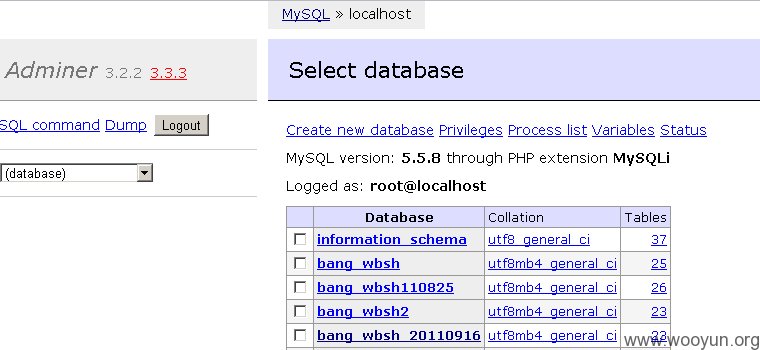 MySQL » localhost
Adminer 3.2.2 3.3.3
Select database
SQL command Dump Logout
Create new database Privileges Process list Variables Status
MySQL version: 5.5.8 through PHP extension MySQLi
(database)
Logged as: root@localhost
Database Collation Tables
information_schema utf8_general_ci 37
bang_wbsh utf8mb4_general_ci 25
bang_wbsh110825 utf8mb4_general_ci 26
bang_wbsh2 utf8mb4_general_ci 23
bang_wbsh_20110916 utf8mb4_general_ci 23
www.wooyun.org